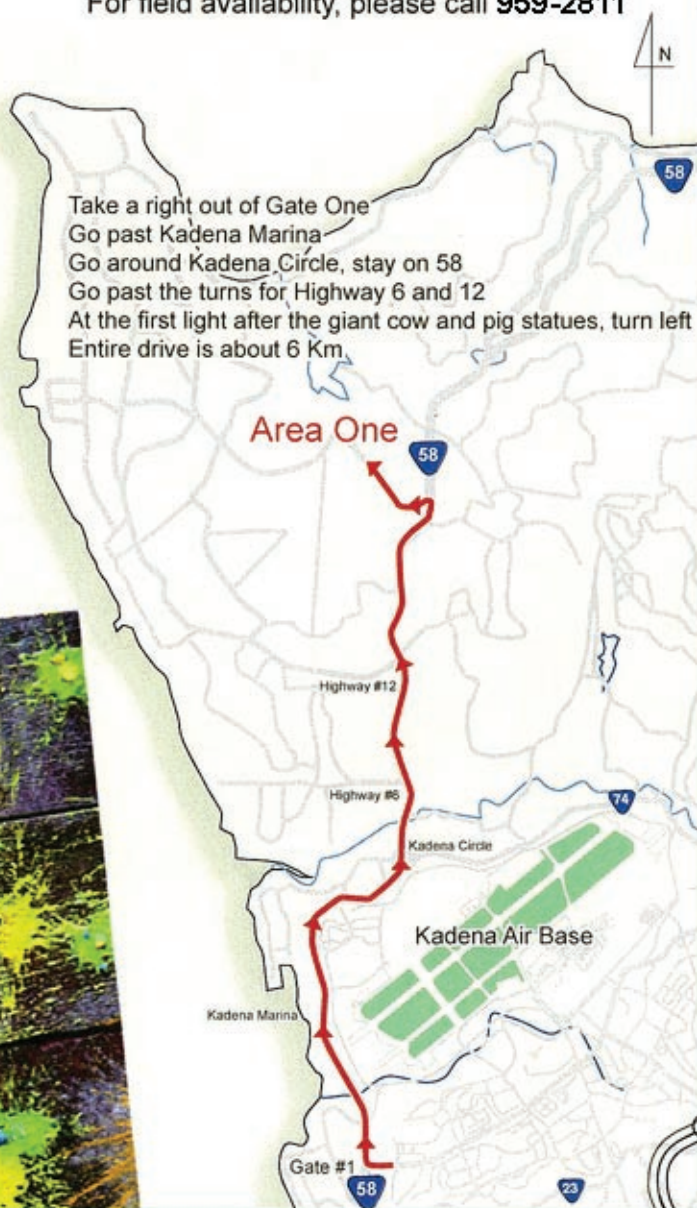 For field availability, please call 959-2811
N
58
Take a right out of Gate One
Go past Kadena Marina
Go around Kadena Circle, stay on 58
Go past the turns for Highway 6 and 12
At the first light after the giant cow and pig statues, turn left
Entire drive is about 6 Km.
Area One
58
Highway #12
Highway #6
74
Kadena Circle
Kadena Air Base
Kadena Marina
Gate #1
58
23